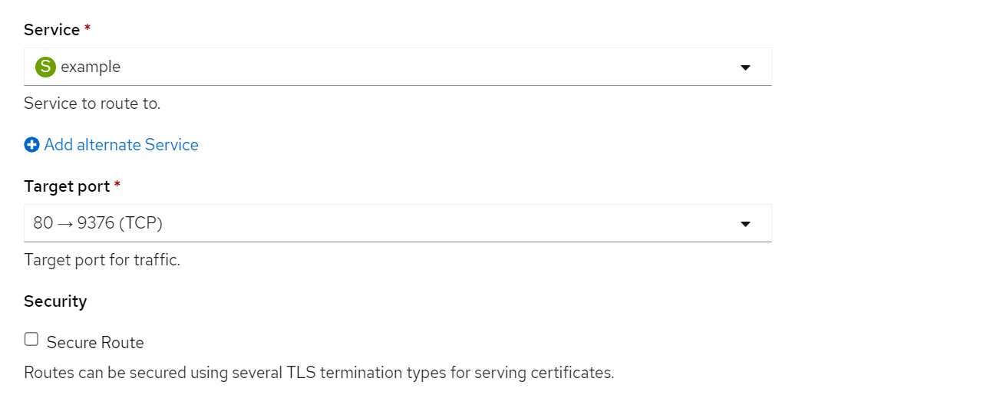 Service *
S example
Service to route to.
Add alternate Service
Target port *
80 → 9376 (TCP)
Target port for traffic.
Security
Secure Route
Routes can be secured using several TLS termination types for serving certificates.